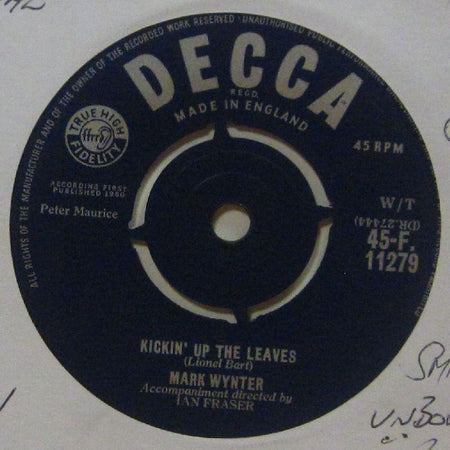 ALL RIGHTS OF THE MANUFACTURER AND OF THE OWNER OF THE RECORDED WORK RESERVED · UNAUTHORISED PUBLIC PERFORMANCE
DECCA
REGD.
MADE IN ENGLAND
TRUE HIGH
ffrr
FIDELITY
45 RPM
RECORDING FIRST
PUBLISHED 1960
Peter Maurice
W/T
(DR.27444)
45-F.
11279
KICKIN' UP THE LEAVES
(Lionel Bart)
MARK WYNTER
Accompaniment directed by
IAN FRASER